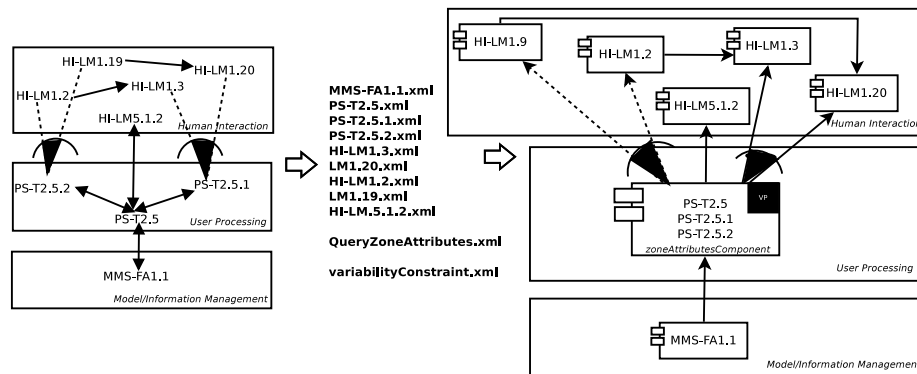 HI-LM1.19
HI-LM1.20
HI-LM1.2
HI-LM1.3
HI-LM5.1.2
Human Interaction
PS-T2.5.2
PS-T2.5.1
PS-T2.5
User Processing
MMS-FA1.1
Model/Information Management
MMS-FA1.1.xml
PS-T2.5.xml
PS-T2.5.1.xml
PS-T2.5.2.xml
HI-LM1.3.xml
LM1.20.xml
HI-LM1.2.xml
LM1.19.xml
HI-LM.5.1.2.xml
QueryZoneAttributes.xml
variabilityConstraint.xml
HI-LM1.9
HI-LM1.2
HI-LM1.3
HI-LM5.1.2
HI-LM1.20
Human Interaction
PS-T2.5
PS-T2.5.1
PS-T2.5.2
VP
zoneAttributesComponent
User Processing
MMS-FA1.1
Model/Information Management